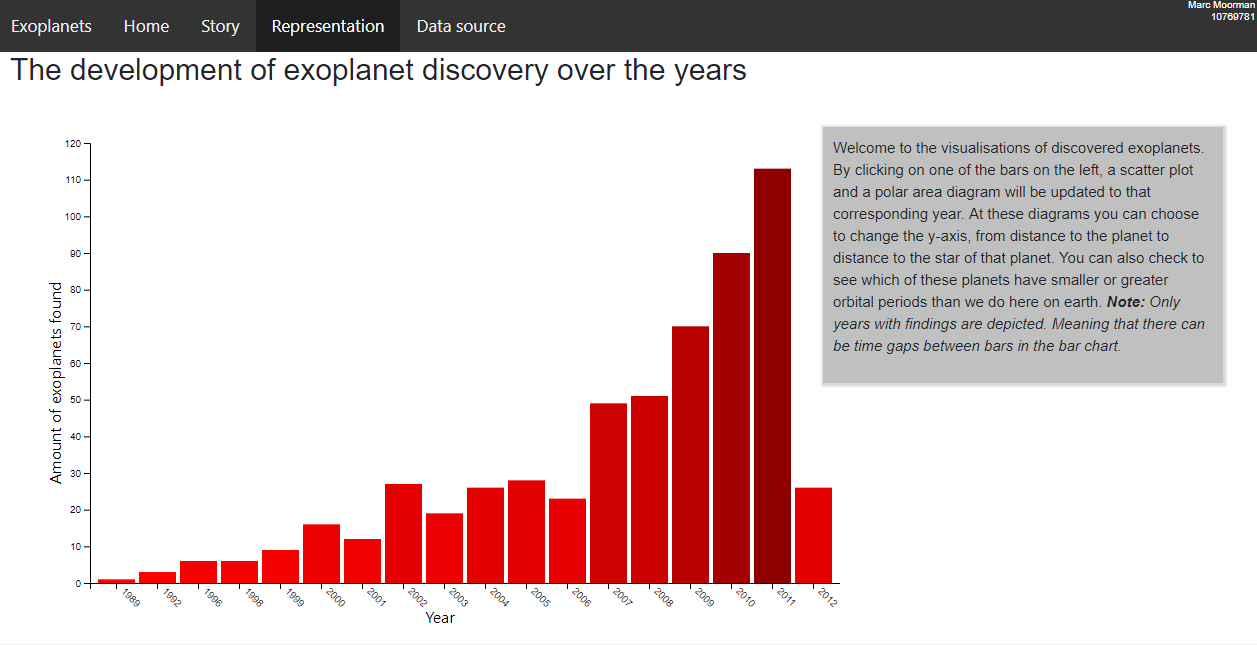 Exoplanets Home Story Representation Data source
Marc Moorman
10769781
The development of exoplanet discovery over the years
120
110
100
90
80
70
60
50
40
30
20
10
0
Amount of exoplanets found
1989 1992 1996 1998 1999 2000 2001 2002 2003 2004 2005 2006 2007 2008 2009 2010 2011 2012
Year
Welcome to the visualisations of discovered exoplanets.
By clicking on one of the bars on the left, a scatter plot
and a polar area diagram will be updated to that
corresponding year. At these diagrams you can choose
to change the y-axis, from distance to the planet to
distance to the star of that planet. You can also check to
see which of these planets have smaller or greater
orbital periods than we do here on earth. Note: Only
years with findings are depicted. Meaning that there can
be time gaps between bars in the bar chart.